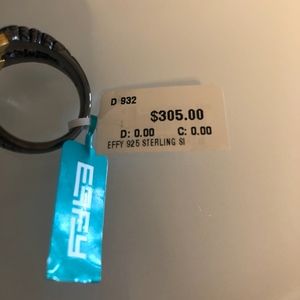 D 932
$305.00
D: 0.00 C: 0.00
EFFY 925 STERLING SI
EFFY